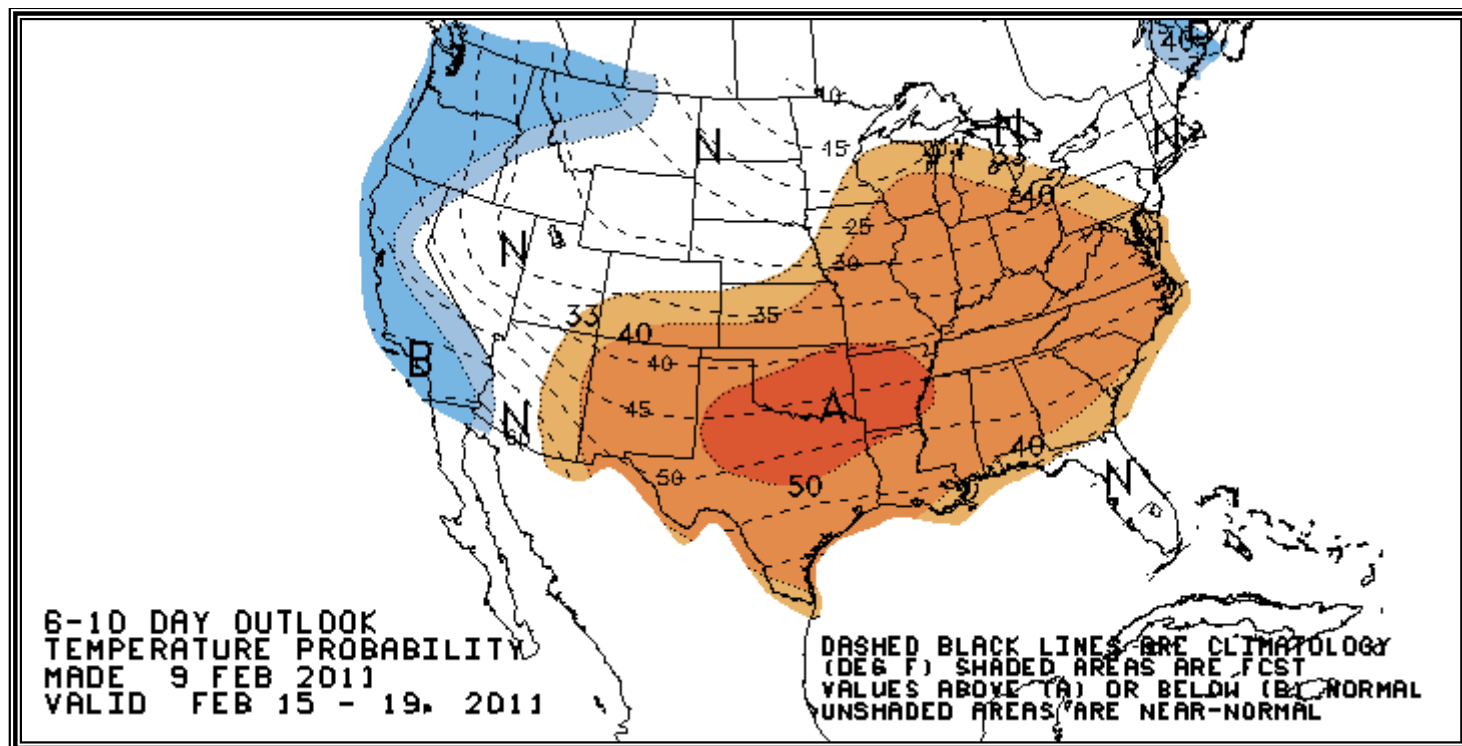 B
40
N
N
N
10
15
20
40
25
N
30
33
35
40
40
B
45
A
N
40
50
50
N
6-10 DAY OUTLOOK
TEMPERATURE PROBABILITY
MADE 9 FEB 2011
VALID FEB 15 - 19, 2011
DASHED BLACK LINES ARE CLIMATOLOGY
(DEG F) SHADED AREAS ARE FCST
VALUES ABOVE (A) OR BELOW (B) NORMAL
UNSHADED AREAS ARE NEAR-NORMAL